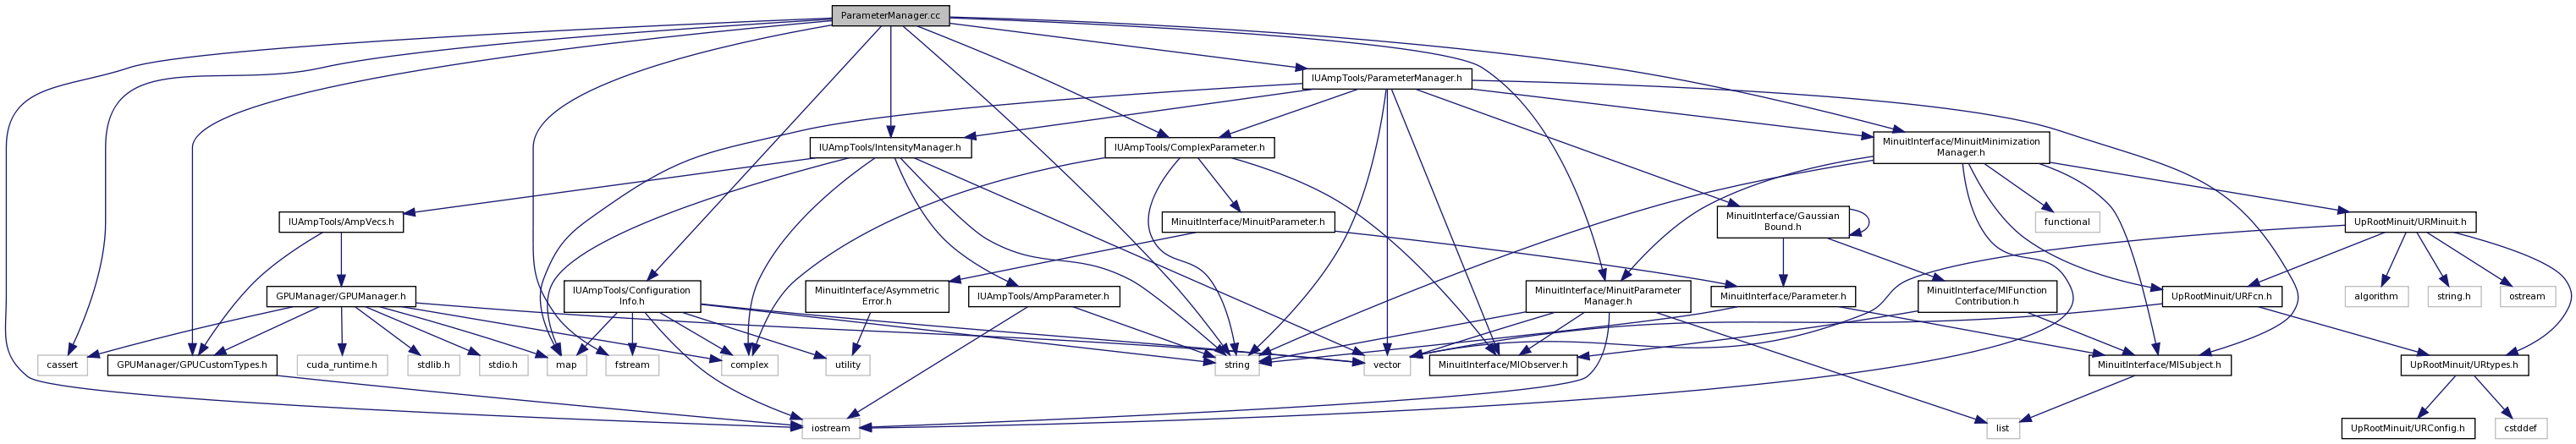 ParameterManager.cc
IUAmpTools/ParameterManager.h
IUAmpTools/IntensityManager.h
IUAmpTools/ComplexParameter.h
MinuitInterface/MinuitMinimization
Manager.h
IUAmpTools/AmpVecs.h
MinuitInterface/MinuitParameter.h
MinuitInterface/Gaussian
Bound.h
functional
UpRootMinuit/URMinuit.h
GPUManager/GPUManager.h
IUAmpTools/Configuration
Info.h
MinuitInterface/Asymmetric
Error.h
IUAmpTools/AmpParameter.h
MinuitInterface/MinuitParameter
Manager.h
MinuitInterface/Parameter.h
MinuitInterface/MIFunction
Contribution.h
UpRootMinuit/URFcn.h
algorithm
string.h
ostream
cassert
GPUManager/GPUCustomTypes.h
cuda_runtime.h
stdlib.h
stdio.h
map
fstream
complex
utility
string
vector
MinuitInterface/MIObserver.h
MinuitInterface/MISubject.h
UpRootMinuit/URtypes.h
iostream
list
UpRootMinuit/URConfig.h
cstddef